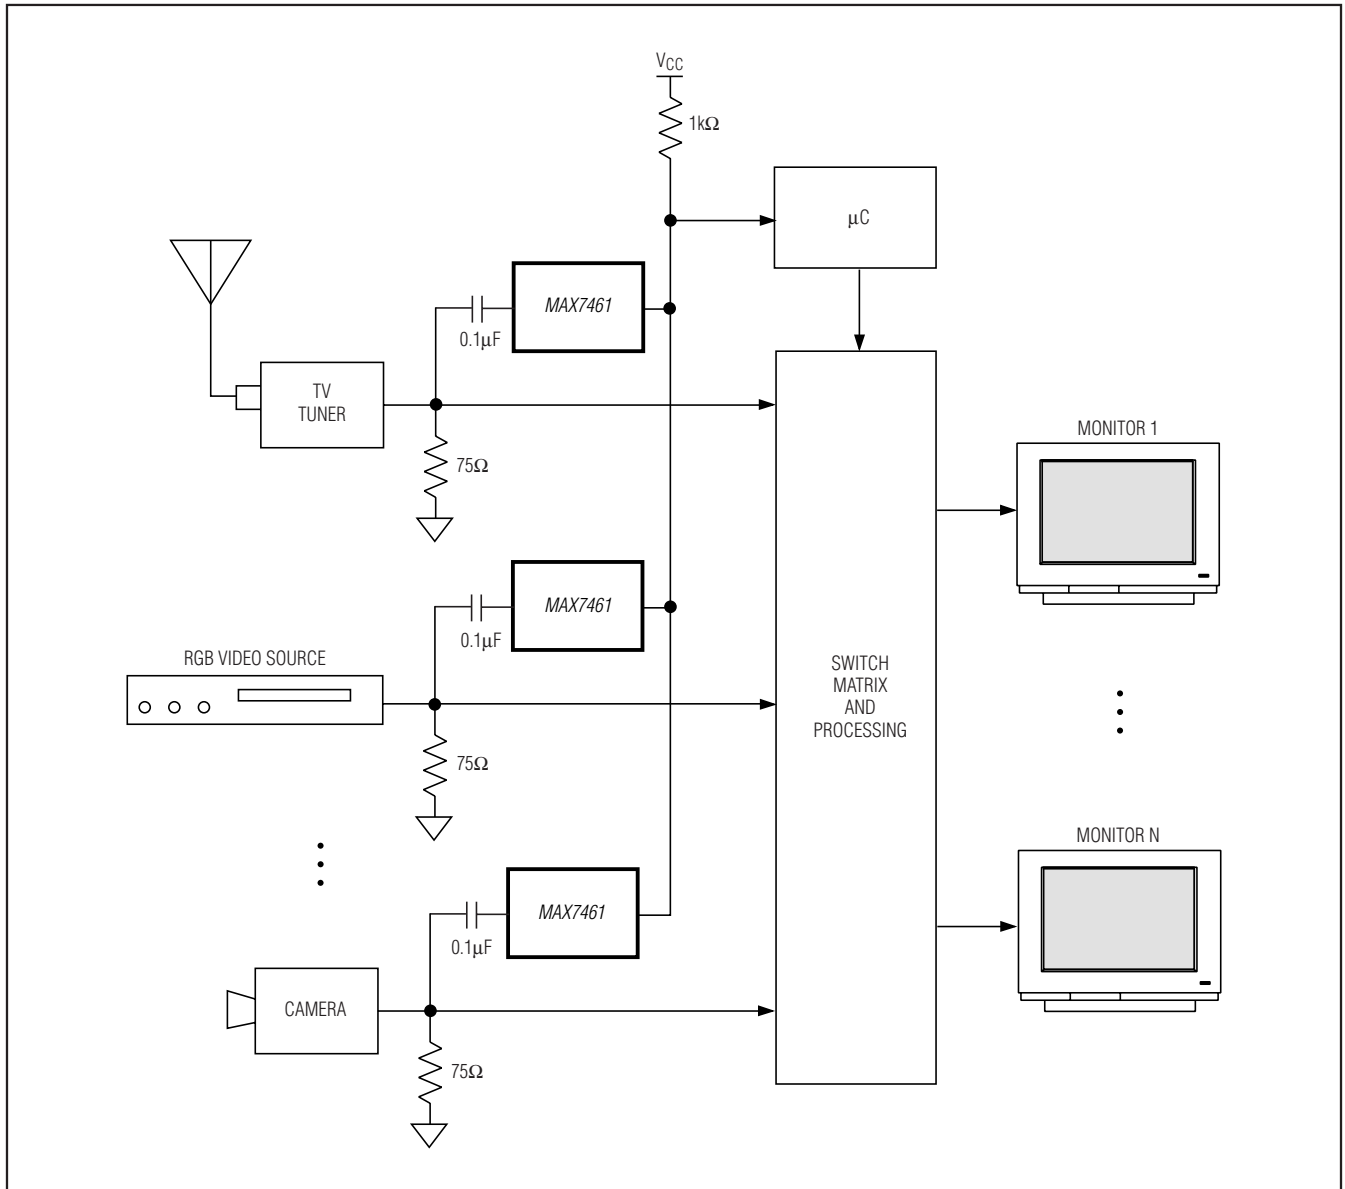 VCC
1kΩ
μC
MAX7461
0.1μF
TV
TUNER
75Ω
MONITOR 1
MAX7461
0.1μF
RGB VIDEO SOURCE
75Ω
SWITCH
MATRIX
AND
PROCESSING
MONITOR N
MAX7461
0.1μF
CAMERA
75Ω